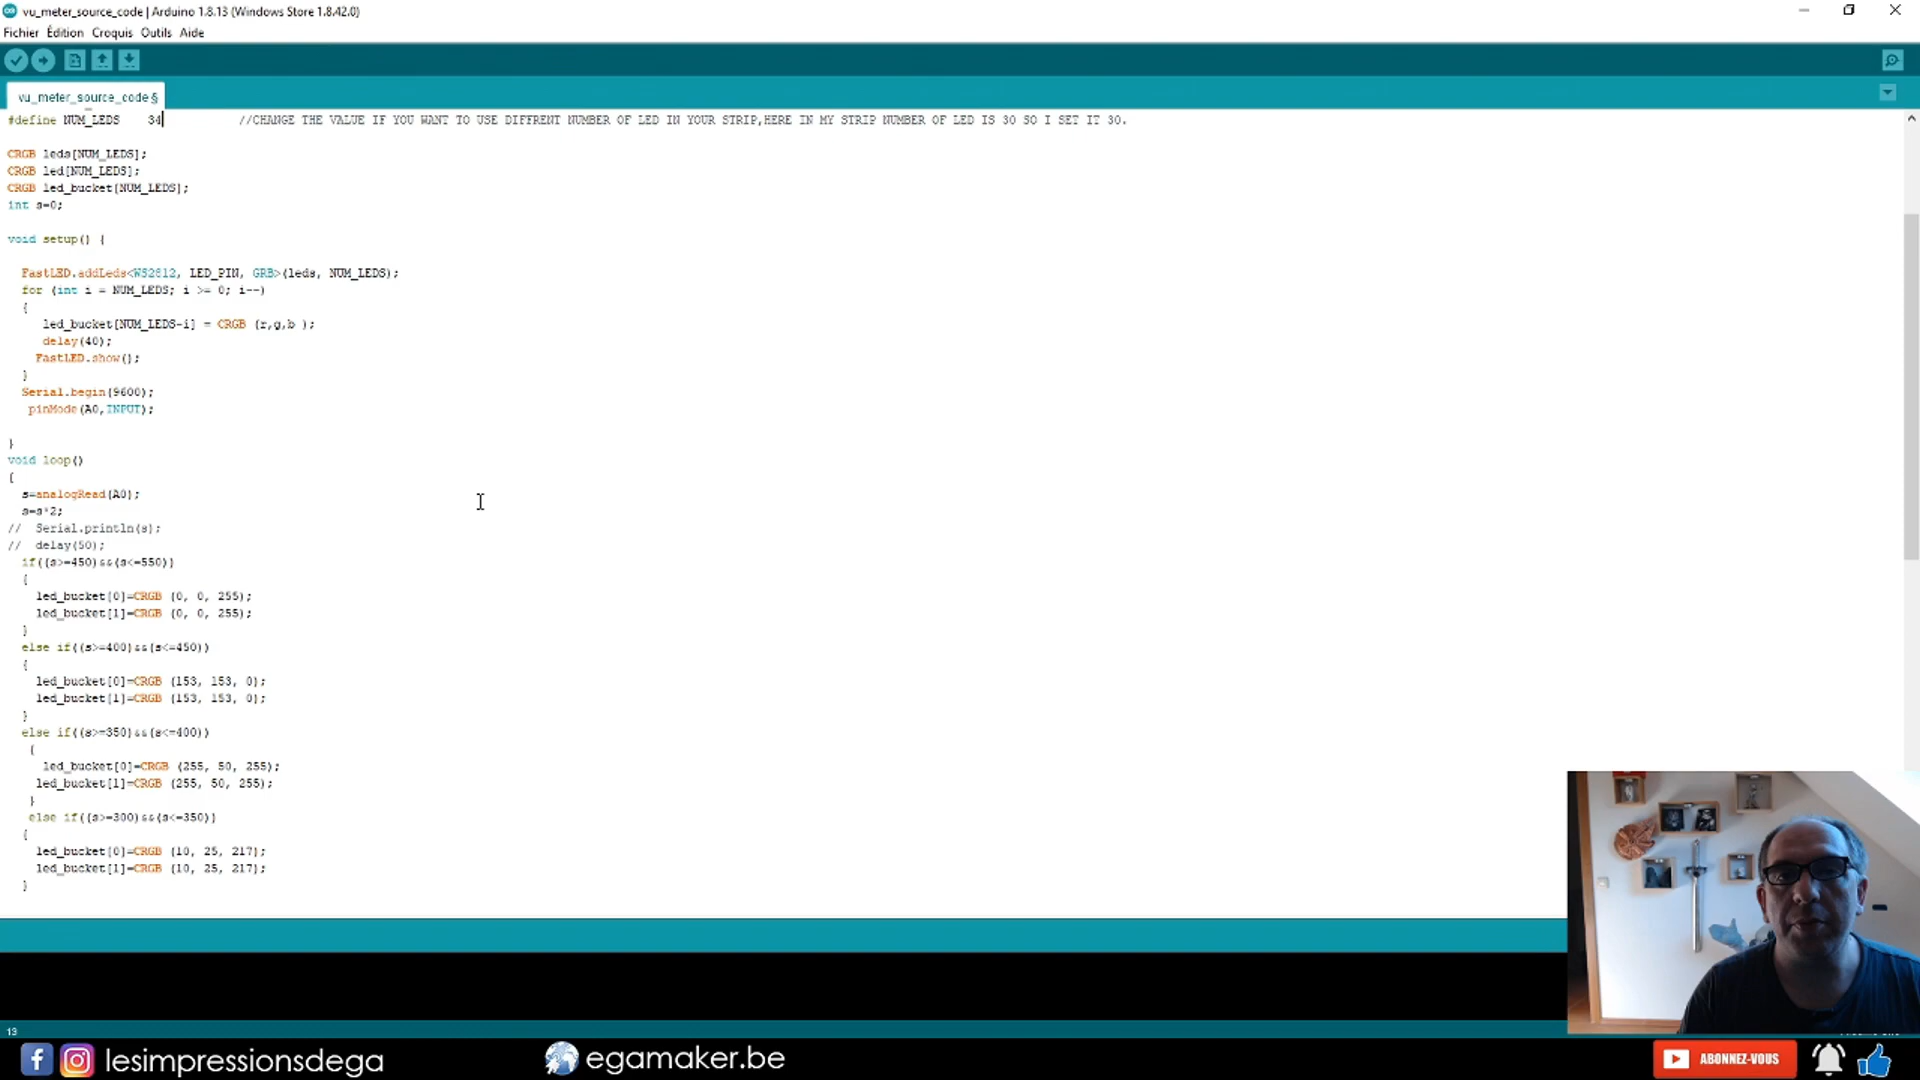 vu_meter_source_code | Arduino 1.8.13 (Windows Store 1.8.42.0)
Fichier Édition Croquis Outils Aide
vu_meter_source_code §
#define NUM_LEDS 34 //CHANGE THE VALUE IF YOU WANT TO USE DIFFRENT NUMBER OF LED IN YOUR STRIP,HERE IN MY STRIP NUMBER OF LED IS 30 SO I SET IT 30.
CRGB leds[NUM_LEDS];
CRGB led[NUM_LEDS];
CRGB led_bucket[NUM_LEDS];
int s=0;
void setup() {
FastLED.addLeds<WS2812, LED_PIN, GRB>(leds, NUM_LEDS);
for (int i = NUM_LEDS; i >= 0; i--)
{
led_bucket[NUM_LEDS-i] = CRGB (r,g,b );
delay(40);
FastLED.show();
}
Serial.begin(9600);
pinMode(A0,INPUT);
}
void loop()
{
s=analogRead(A0);
s=s*2;
// Serial.println(s);
// delay(50);
if((s>=450)&&(s<=550))
{
led_bucket[0]=CRGB (0, 0, 255);
led_bucket[1]=CRGB (0, 0, 255);
}
else if((s>=400)&&(s<=450))
{
led_bucket[0]=CRGB (153, 153, 0);
led_bucket[1]=CRGB (153, 153, 0);
}
else if((s>=350)&&(s<=400))
{
led_bucket[0]=CRGB (255, 50, 255);
led_bucket[1]=CRGB (255, 50, 255);
}
else if((s>=300)&&(s<=350))
{
led_bucket[0]=CRGB (10, 25, 217);
led_bucket[1]=CRGB (10, 25, 217);
}
13
lesimpressionsdega egamaker.be ABONNEZ-VOUS